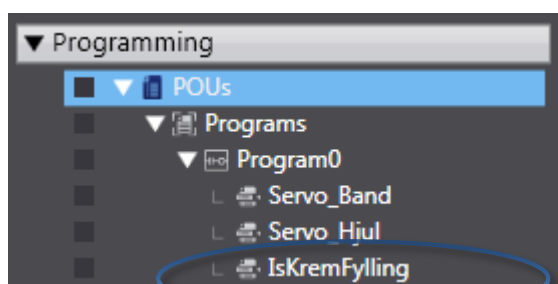 Programming
POUs
Programs
Program0
Servo_Band
Servo_Hjul
IsKremFylling